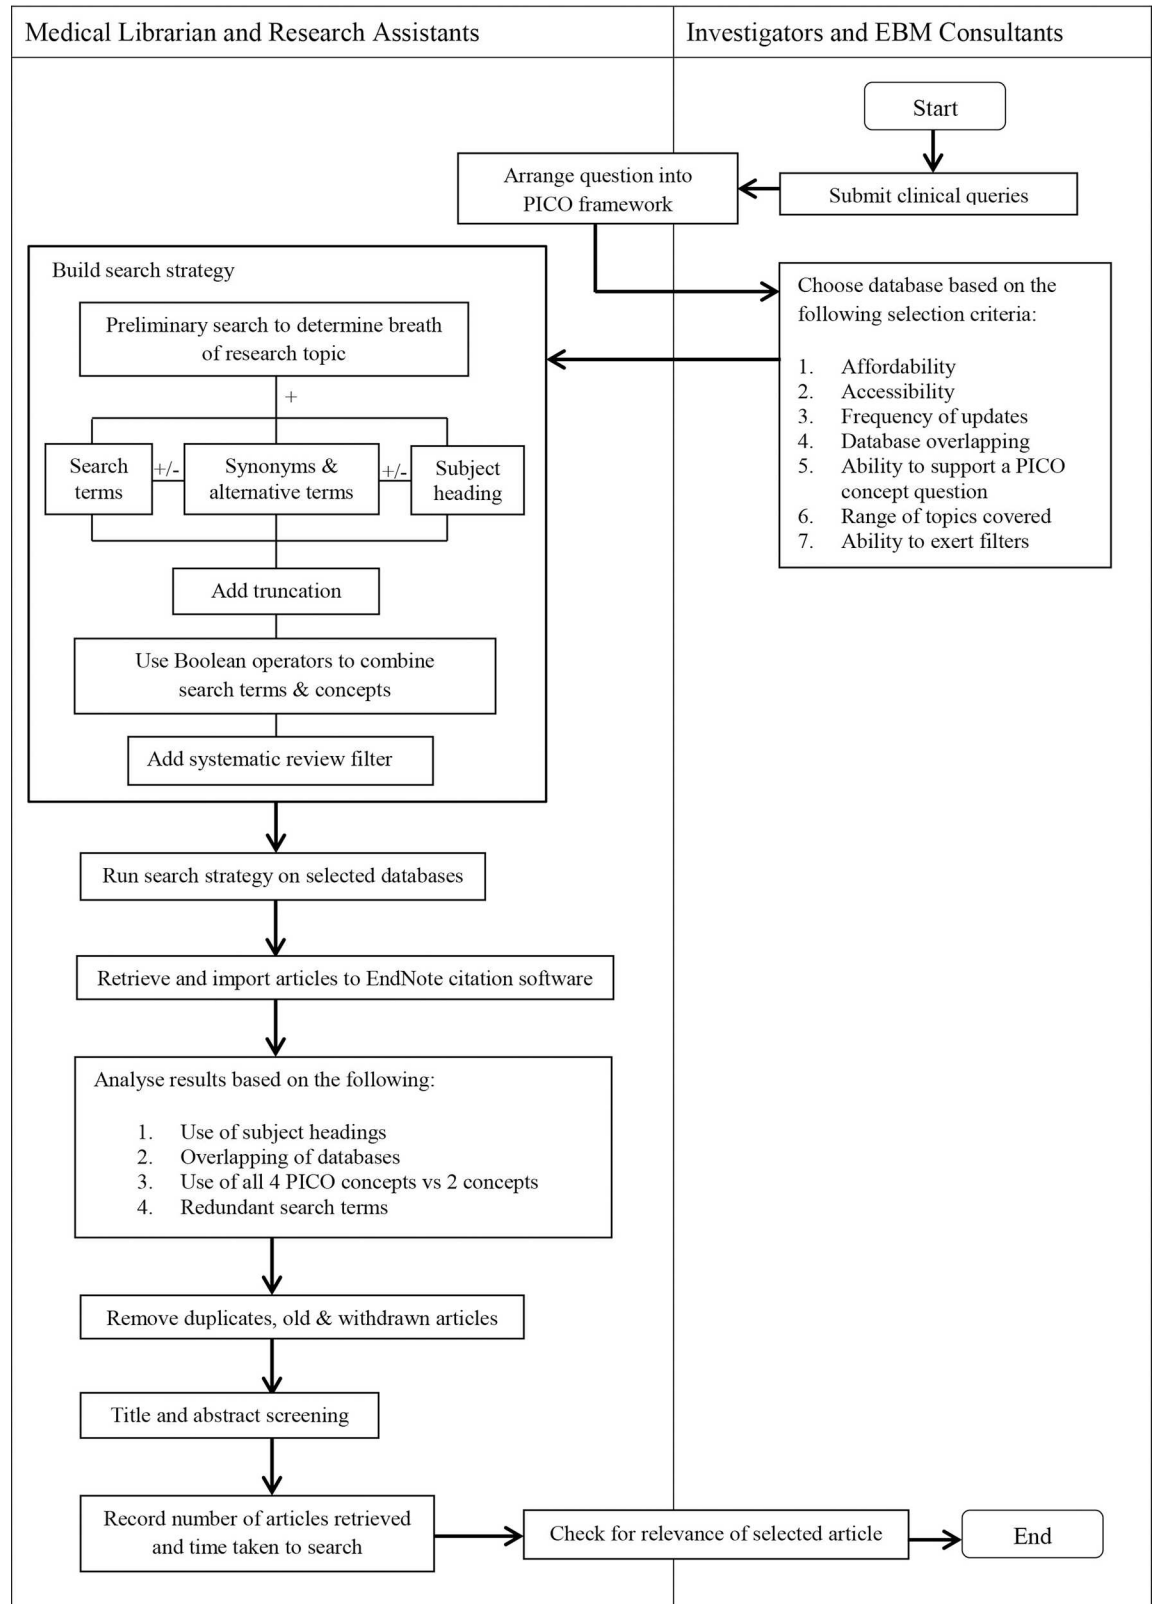 Medical Librarian and Research Assistants
Investigators and EBM Consultants
Start
Submit clinical queries
Arrange question into
PICO framework
Choose database based on the
following selection criteria:
1. Affordability
2. Accessibility
3. Frequency of updates
4. Database overlapping
5. Ability to support a PICO
concept question
6. Range of topics covered
7. Ability to exert filters
Build search strategy
Preliminary search to determine breath
of research topic
+
Search
terms
+/-
Synonyms &
alternative terms
+/-
Subject
heading
Add truncation
Use Boolean operators to combine
search terms & concepts
Add systematic review filter
Run search strategy on selected databases
Retrieve and import articles to EndNote citation software
Analyse results based on the following:
1. Use of subject headings
2. Overlapping of databases
3. Use of all 4 PICO concepts vs 2 concepts
4. Redundant search terms
Remove duplicates, old & withdrawn articles
Title and abstract screening
Record number of articles retrieved
and time taken to search
Check for relevance of selected article
End